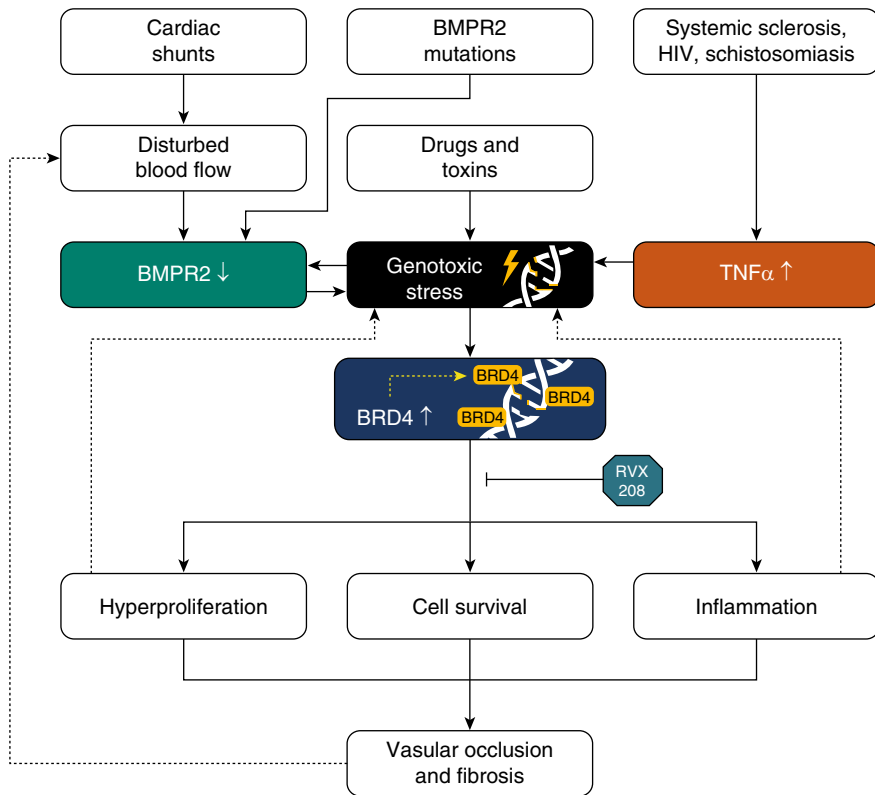 Cardiac
shunts
BMPR2
mutations
Systemic sclerosis,
HIV, schistosomiasis
Disturbed
blood flow
Drugs and
toxins
BMPR2 ↓
Genotoxic
stress
TNFα ↑
BRD4 ↑
BRD4
BRD4
BRD4
RVX
208
Hyperproliferation
Cell survival
Inflammation
Vasular occlusion
and fibrosis